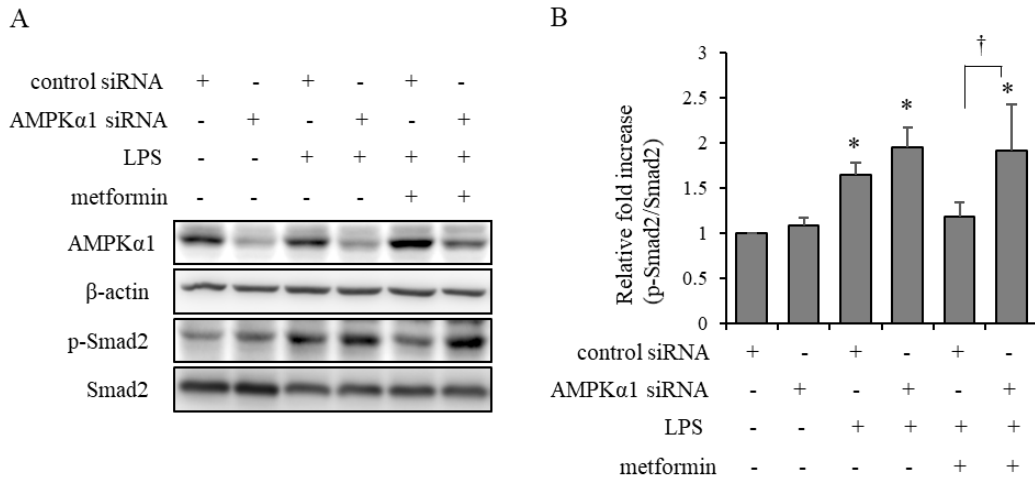 A
control siRNA + - + - + -
AMPKα1 siRNA - + - + - +
LPS - - + + + +
metformin - - - - + +
AMPKα1
β-actin
p-Smad2
Smad2
B
Relative fold increase
(p-Smad2/Smad2)
3
2.5
2
1.5
1
0.5
0
* * † *
control siRNA + - + - + -
AMPKα1 siRNA - + - + - +
LPS - - + + + +
metformin - - - - + +